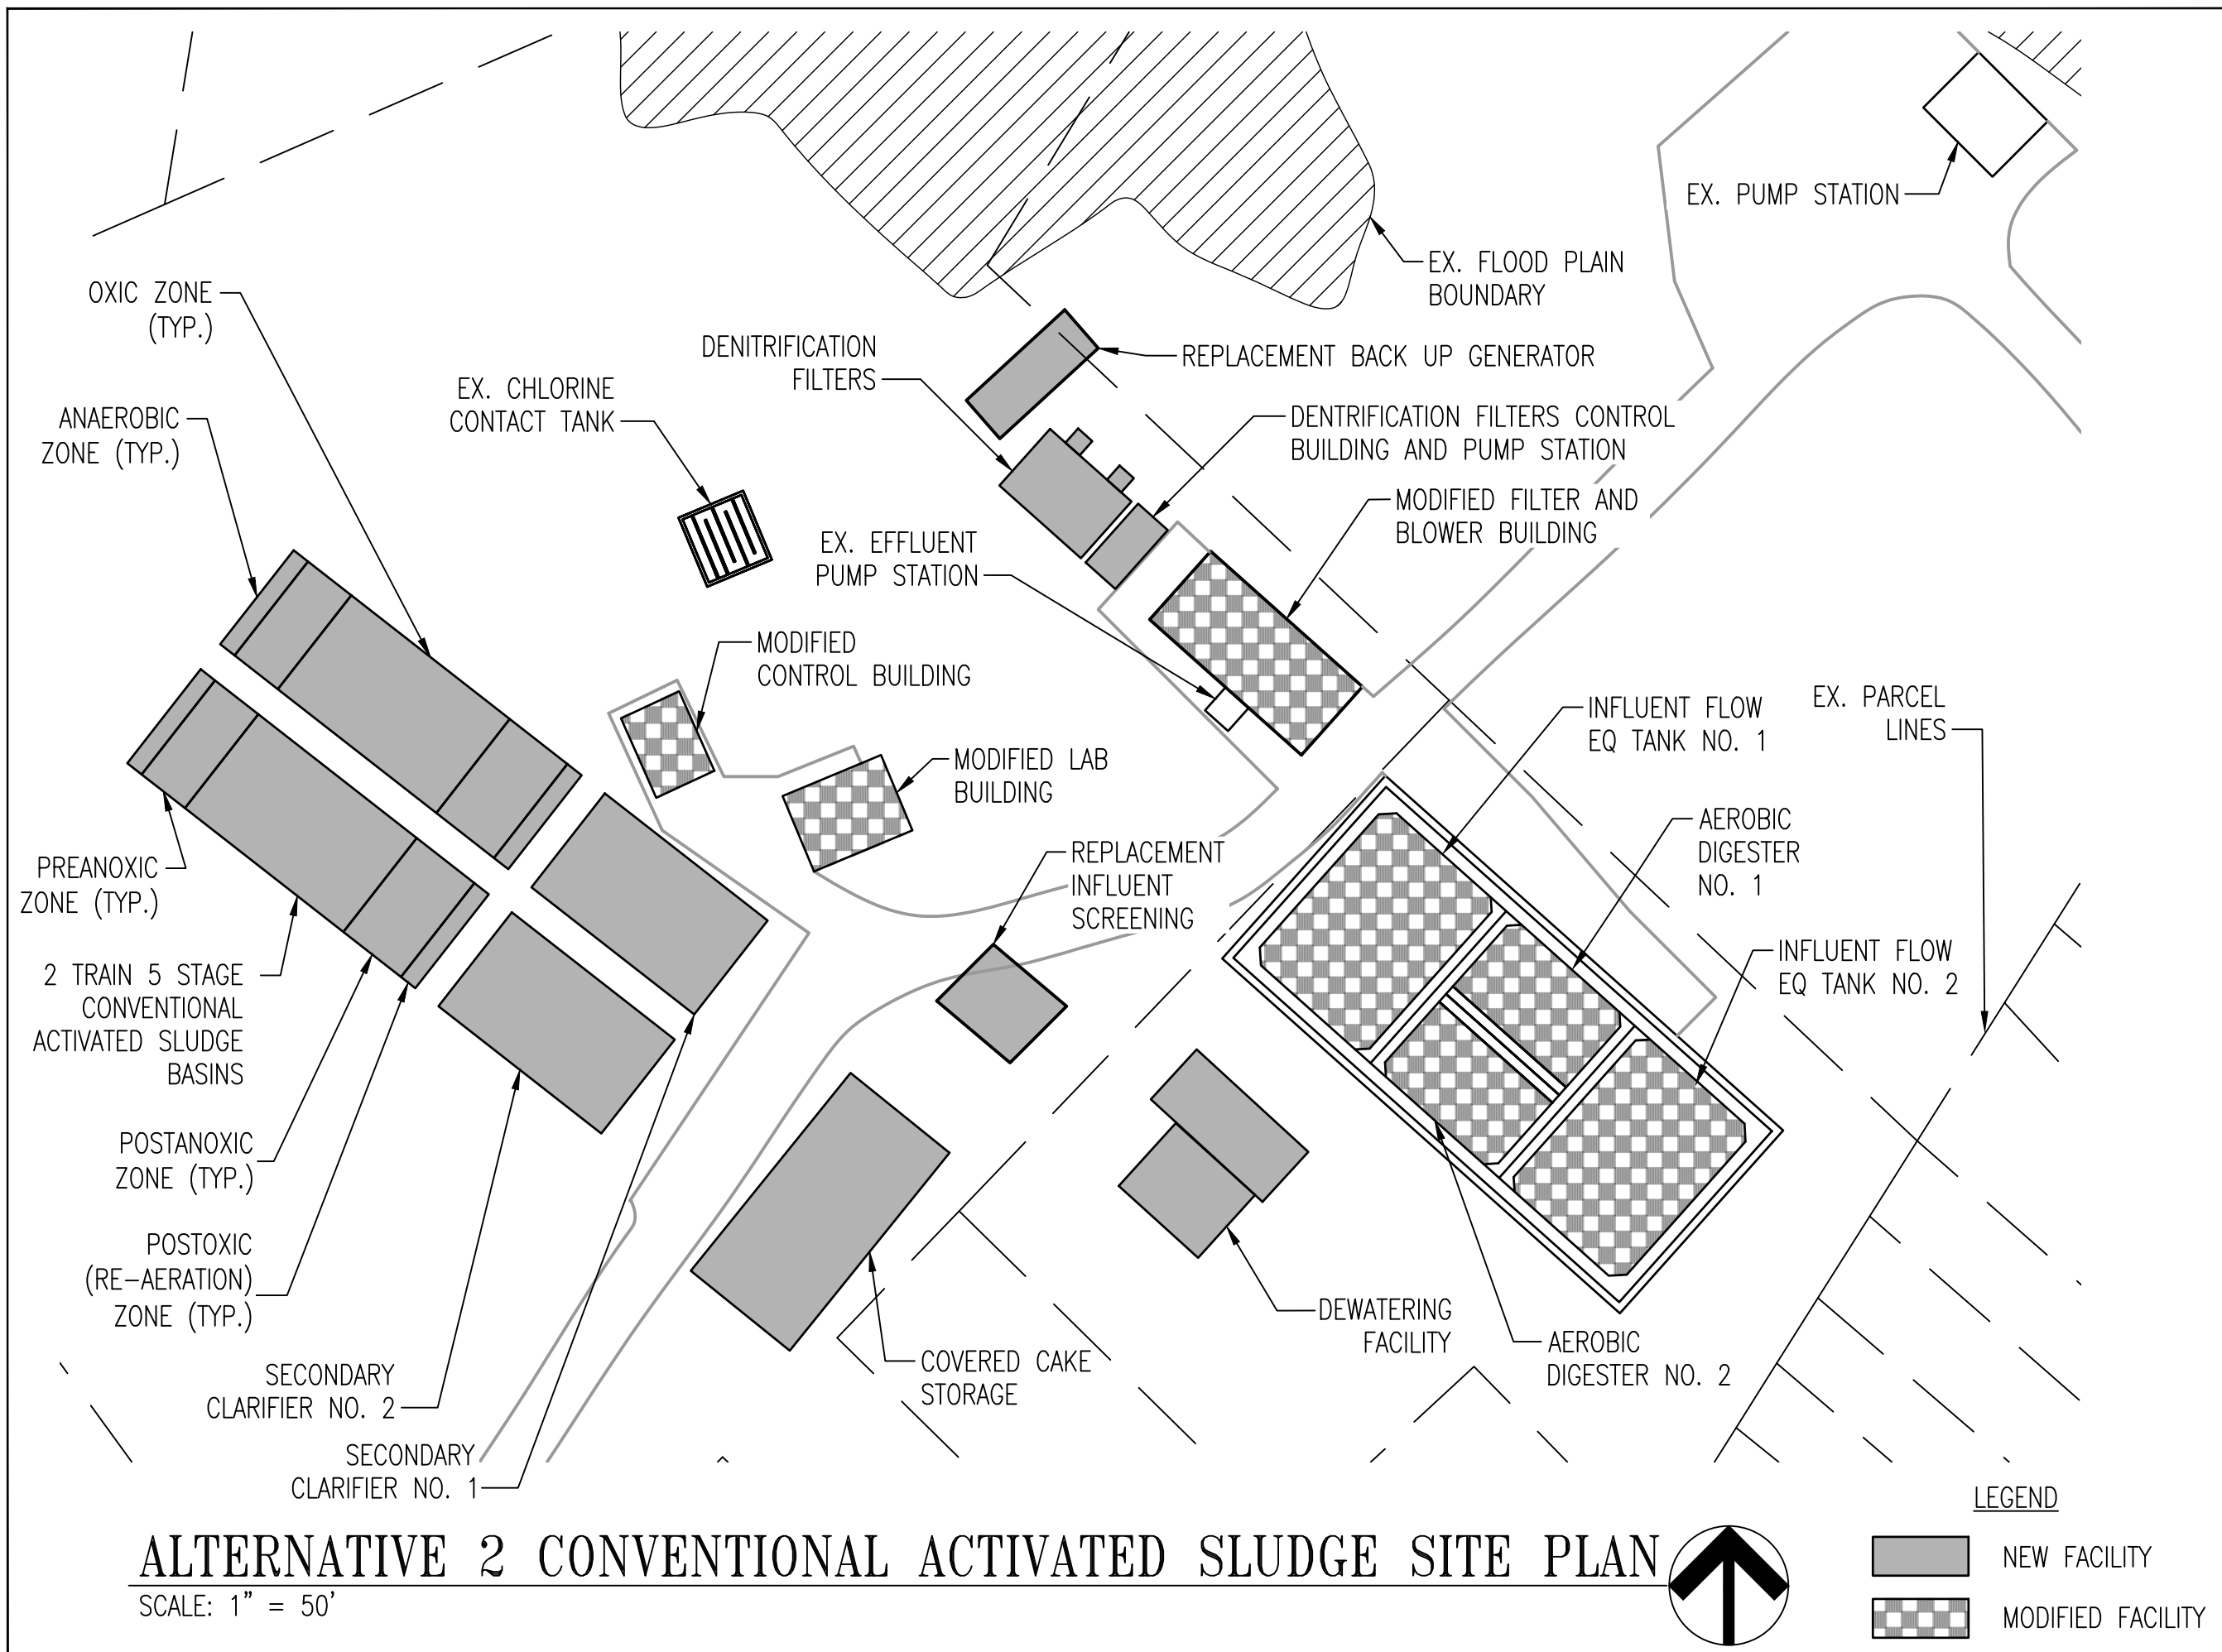 EX. PUMP STATION
EX. FLOOD PLAIN
BOUNDARY
OXIC ZONE
(TYP.)
DENITRIFICATION
FILTERS
REPLACEMENT BACK UP GENERATOR
EX. CHLORINE
CONTACT TANK
ANAEROBIC
ZONE (TYP.)
DENTRIFICATION FILTERS CONTROL
BUILDING AND PUMP STATION
MODIFIED FILTER AND
BLOWER BUILDING
EX. EFFLUENT
PUMP STATION
MODIFIED
CONTROL BUILDING
INFLUENT FLOW
EQ TANK NO. 1
EX. PARCEL
LINES
MODIFIED LAB
BUILDING
AEROBIC
DIGESTER
NO. 1
REPLACEMENT
INFLUENT
SCREENING
PREANOXIC
ZONE (TYP.)
INFLUENT FLOW
EQ TANK NO. 2
2 TRAIN 5 STAGE
CONVENTIONAL
ACTIVATED SLUDGE
BASINS
POSTANOXIC
ZONE (TYP.)
POSTOXIC
(RE-AERATION)
ZONE (TYP.)
DEWATERING
FACILITY
AEROBIC
DIGESTER NO. 2
COVERED CAKE
STORAGE
SECONDARY
CLARIFIER NO. 2
SECONDARY
CLARIFIER NO. 1
LEGEND
NEW FACILITY
MODIFIED FACILITY
ALTERNATIVE 2 CONVENTIONAL ACTIVATED SLUDGE SITE PLAN
SCALE: 1" = 50'